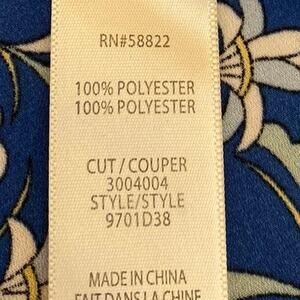 RN#58822
100% POLYESTER
100% POLYESTER
CUT / COUPER
3004004
STYLE/STYLE
9701D38
MADE IN CHINA
FAIT DANS LA CHINE